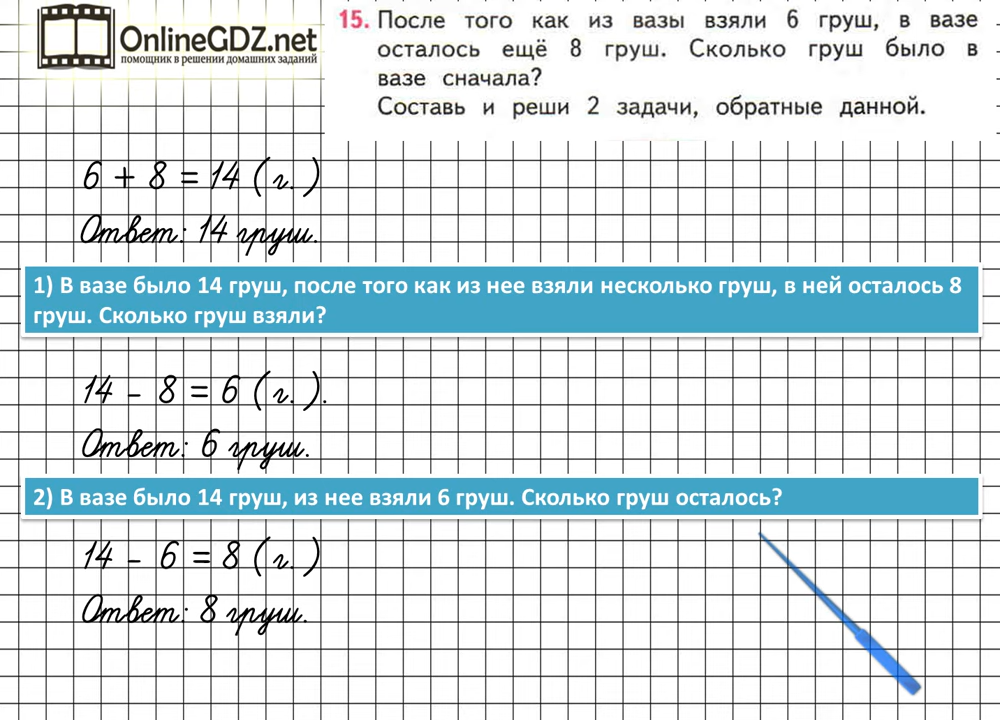 OnlineGDZ.net
помощник в решении домашних заданий
15. После того как из вазы взяли 6 груш, в вазе
осталось ещё 8 груш. Сколько груш было в
вазе сначала?
Составь и реши 2 задачи, обратные данной.
6 + 8 = 14 (г. )
Ответ: 14 груш.
1) В вазе было 14 груш, после того как из нее взяли несколько груш, в ней осталось 8
груш. Сколько груш взяли?
14 - 8 = 6 (г. ).
Ответ: 6 груш.
2) В вазе было 14 груш, из нее взяли 6 груш. Сколько груш осталось?
14 - 6 = 8 (г. )
Ответ: 8 груш.